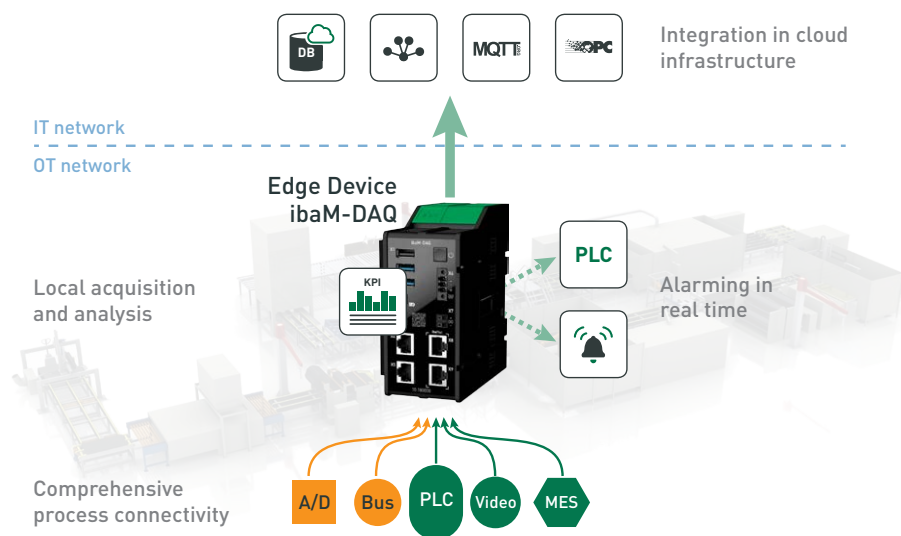 DB
MQTT
OPC
Integration in cloud
infrastructure
IT network
OT network
Edge Device
ibaM-DAQ
KPI
PLC
Local acquisition
and analysis
Alarming in
real time
Comprehensive
process connectivity
A/D
Bus
PLC
Video
MES